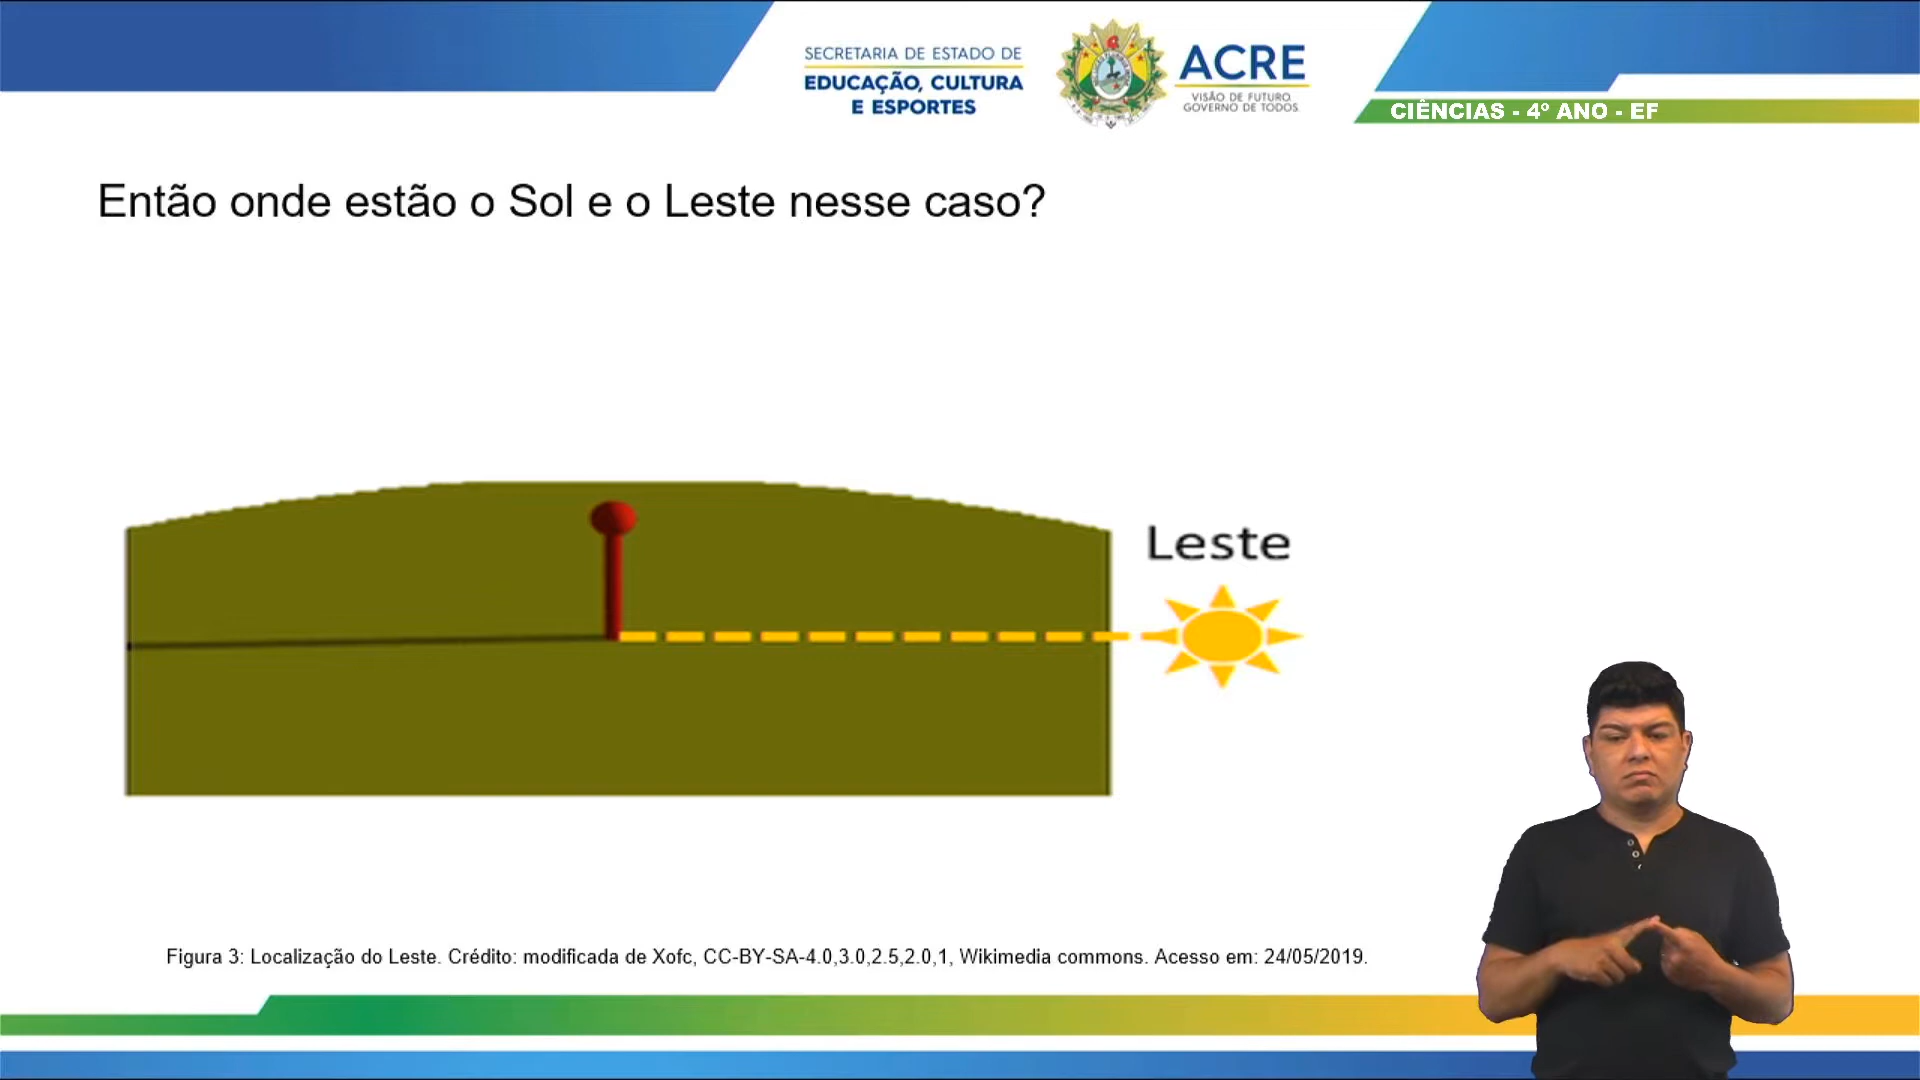 SECRETARIA DE ESTADO DE
EDUCAÇÃO, CULTURA
E ESPORTES
ACRE
VISÃO DE FUTURO.
GOVERNO DE TODOS.
CIÊNCIAS - 4º ANO - EF
Então onde estão o Sol e o Leste nesse caso?
Leste
Figura 3: Localização do Leste. Crédito: modificada de Xofc, CC-BY-SA-4.0,3.0,2.5,2.0,1, Wikimedia commons. Acesso em: 24/05/2019.